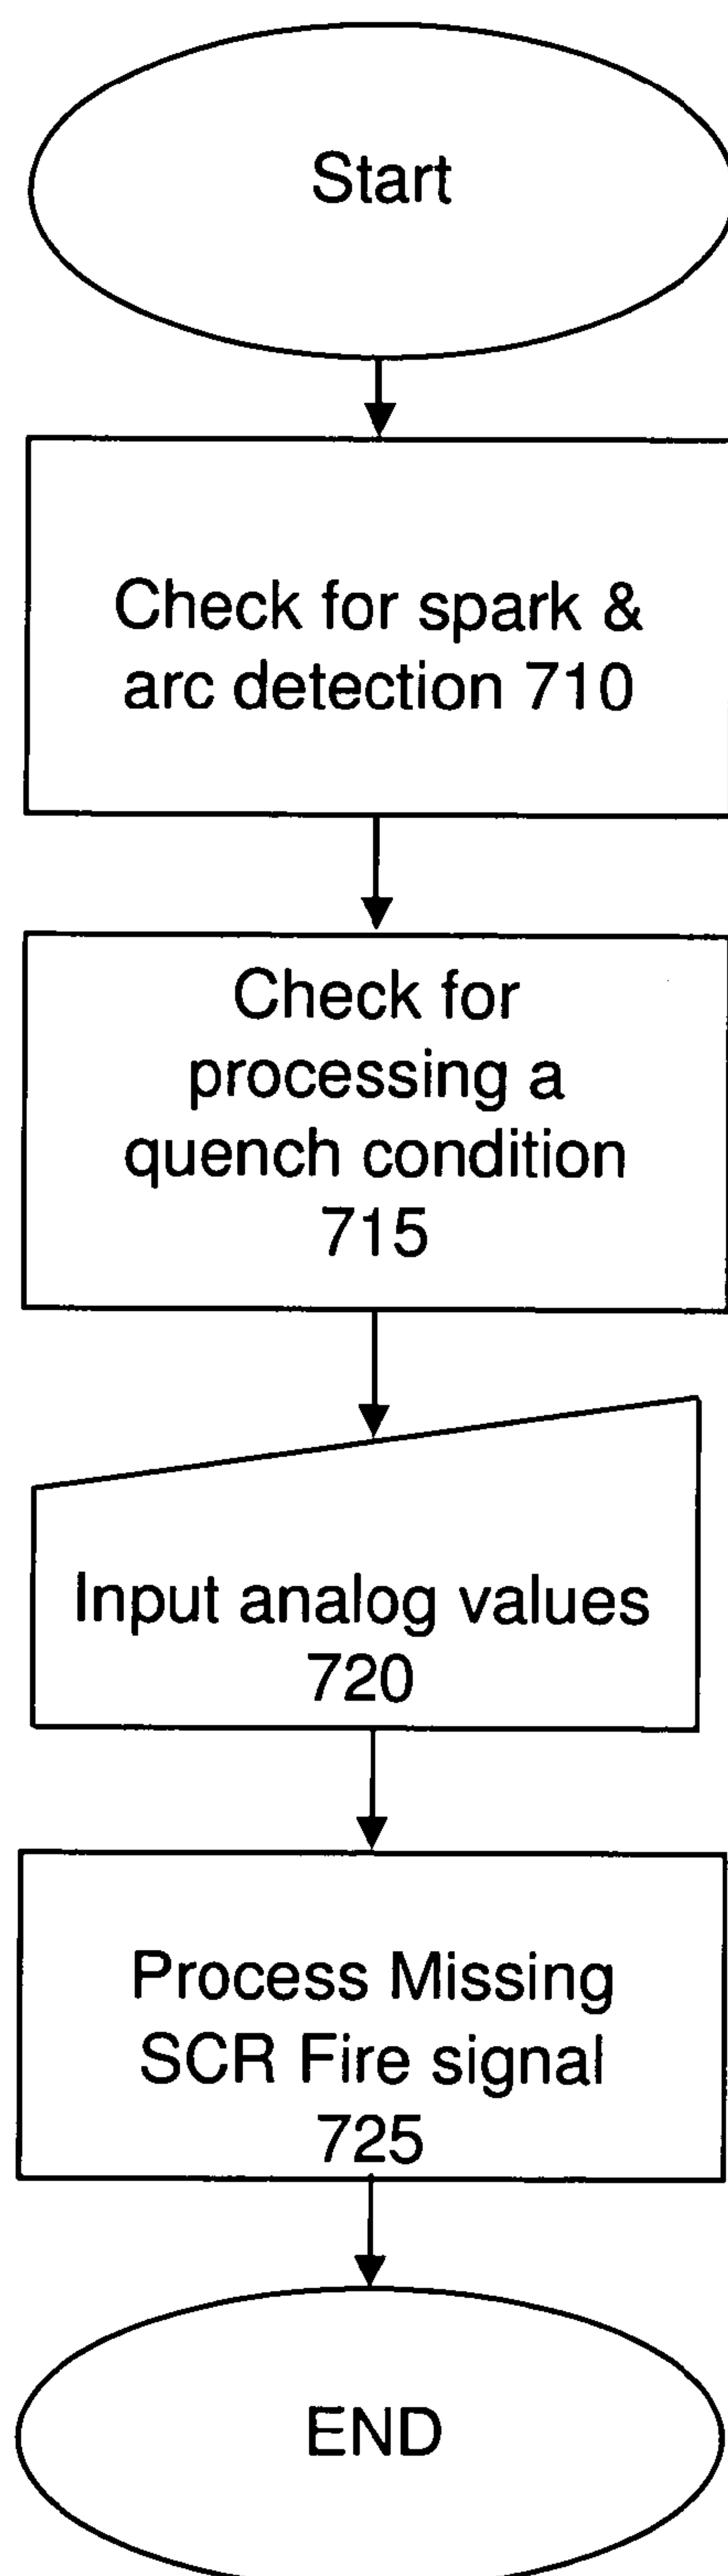 Start
Check for spark &
arc detection 710
Check for
processing a
quench condition
715
Input analog values
720
Process Missing
SCR Fire signal
725
END